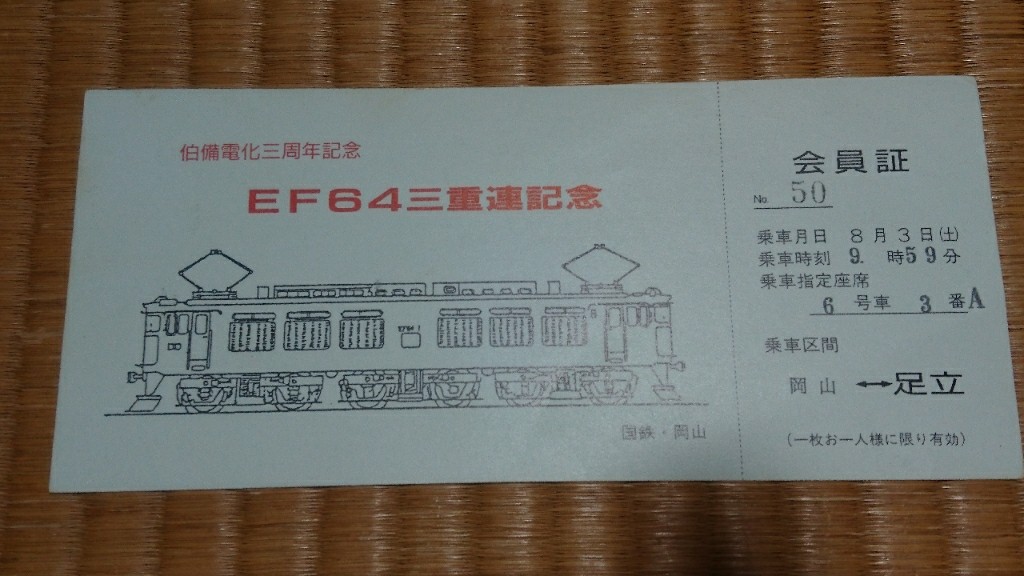 伯備電化三周年記念
EF64三重連記念
国鉄・岡山
会員証
No. 50
乗車月日 8月3日(土)
乗車時刻 9. 時59分
乗車指定座席
6 号車 3 番A
乗車区間
岡山 ↔ 足立
(一枚お一人様に限り有効)